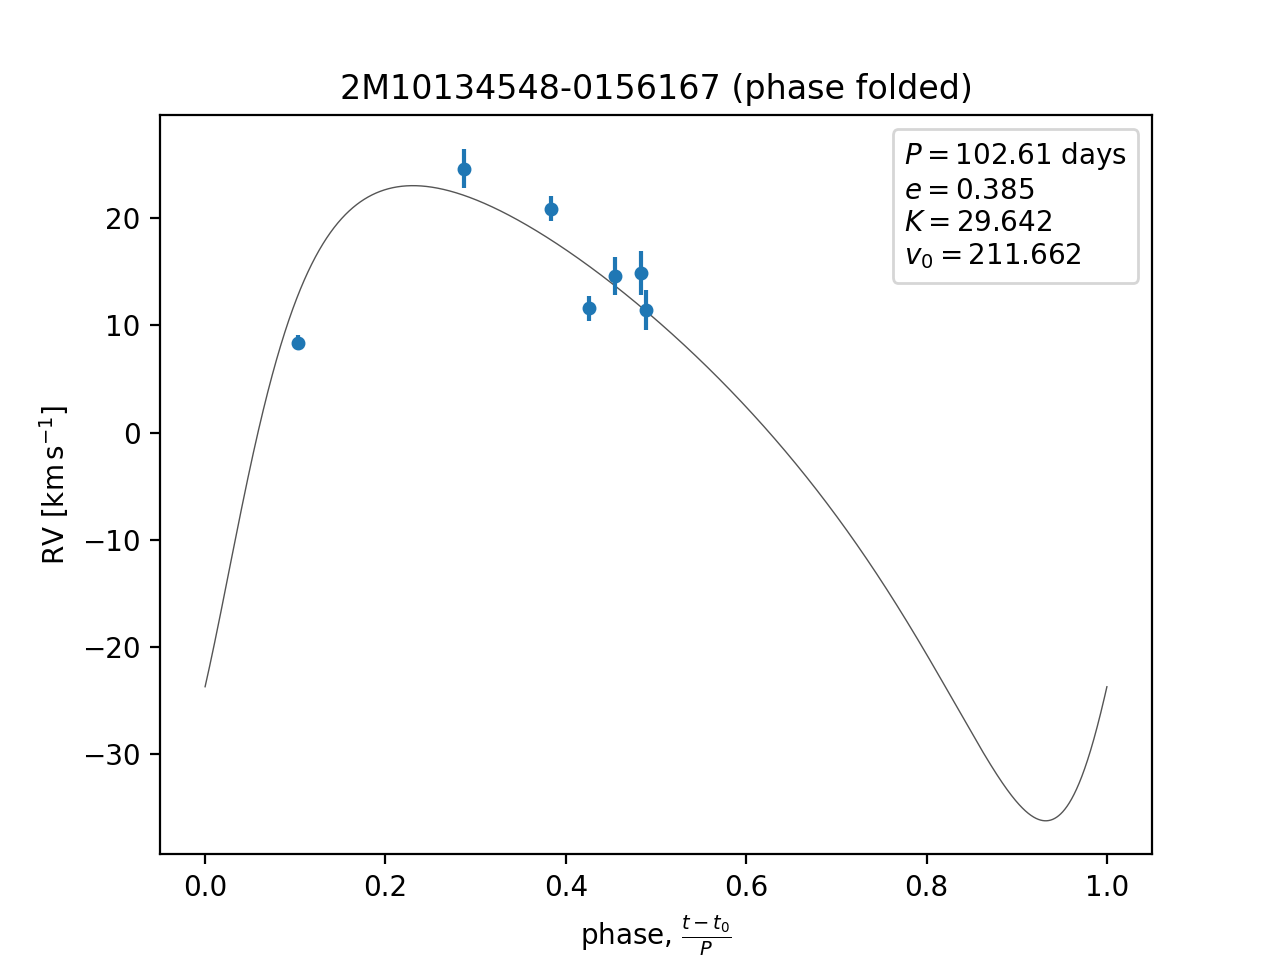 2M10134548-0156167 (phase folded)
P = 102.61 days
e = 0.385
K = 29.642
v₀ = 211.662
RV [km s⁻¹]
20
10
0
−10
−20
−30
0.0 0.2 0.4 0.6 0.8 1.0
phase, (t − t₀)/P